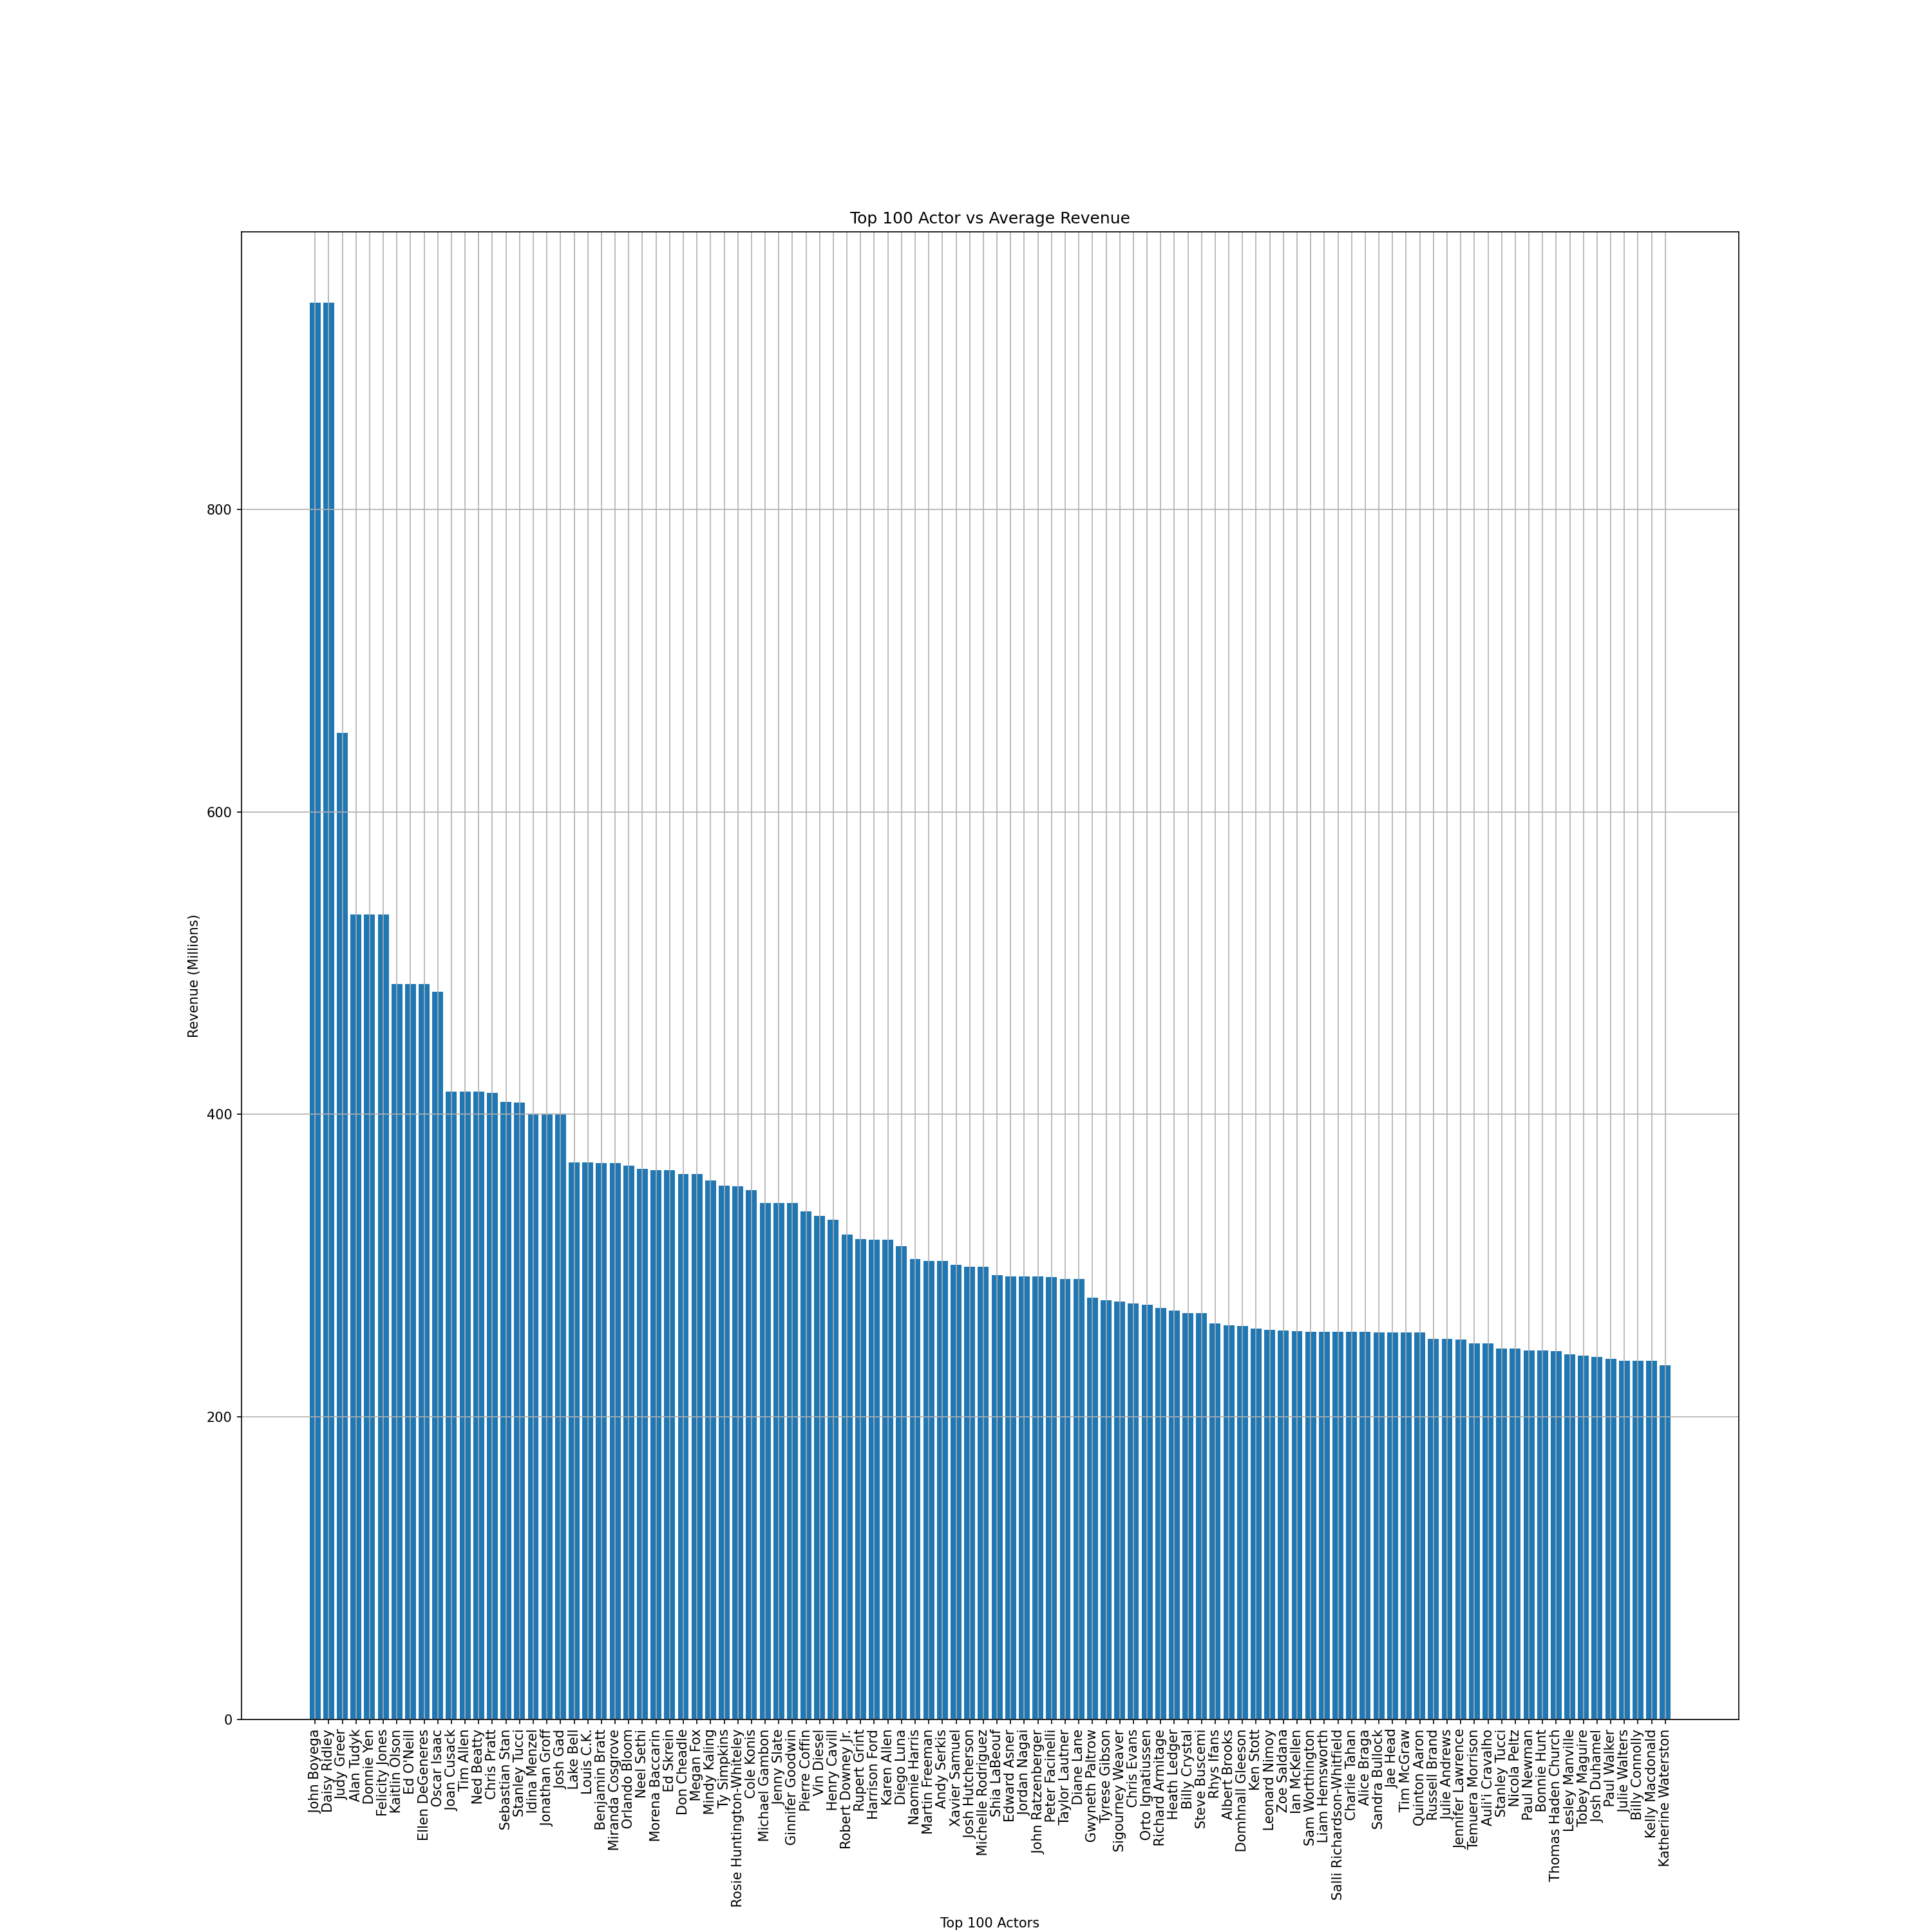 Top 100 Actor vs Average Revenue
Revenue (Millions)
800
600
400
200
0
John Boyega
Daisy Ridley
Judy Greer
Alan Tudyk
Donnie Yen
Felicity Jones
Kaitlin Olson
Ed O'Neill
Ellen DeGeneres
Oscar Isaac
Joan Cusack
Tim Allen
Ned Beatty
Chris Pratt
Sebastian Stan
Stanley Tucci
Idina Menzel
Jonathan Groff
Josh Gad
Lake Bell
Louis C.K.
Benjamin Bratt
Miranda Cosgrove
Orlando Bloom
Neel Sethi
Morena Baccarin
Ed Skrein
Don Cheadle
Megan Fox
Mindy Kaling
Ty Simpkins
Rosie Huntington-Whiteley
Cole Konis
Michael Gambon
Jenny Slate
Ginnifer Goodwin
Pierre Coffin
Vin Diesel
Henry Cavill
Robert Downey Jr.
Rupert Grint
Harrison Ford
Karen Allen
Diego Luna
Naomie Harris
Martin Freeman
Andy Serkis
Xavier Samuel
Josh Hutcherson
Michelle Rodriguez
Shia LaBeouf
Edward Asner
Jordan Nagai
John Ratzenberger
Peter Facinelli
Taylor Lautner
Diane Lane
Gwyneth Paltrow
Tyrese Gibson
Sigourney Weaver
Chris Evans
Orto Ignatiussen
Richard Armitage
Heath Ledger
Billy Crystal
Steve Buscemi
Rhys Ifans
Albert Brooks
Domhnall Gleeson
Ken Stott
Leonard Nimoy
Zoe Saldana
Ian McKellen
Sam Worthington
Liam Hemsworth
Salli Richardson-Whitfield
Charlie Tahan
Alice Braga
Sandra Bullock
Jae Head
Tim McGraw
Quinton Aaron
Russell Brand
Julie Andrews
Jennifer Lawrence
Temuera Morrison
Auli'i Cravalho
Stanley Tucci
Nicola Peltz
Paul Newman
Bonnie Hunt
Thomas Haden Church
Lesley Manville
Tobey Maguire
Josh Duhamel
Paul Walker
Julie Walters
Billy Connolly
Kelly Macdonald
Katherine Waterston
Top 100 Actors